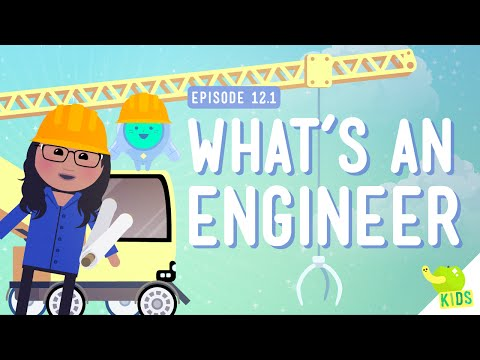 EPISODE 12.1
WHAT'S AN
ENGINEER
KIDS